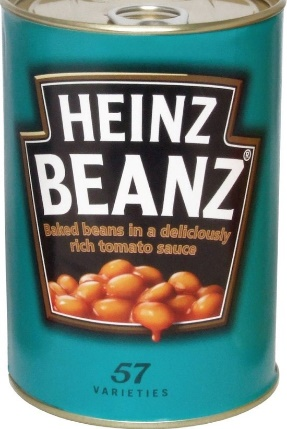 HEINZ
BEANZ®
Baked beans in a deliciously
rich tomato sauce
57
VARIETIES